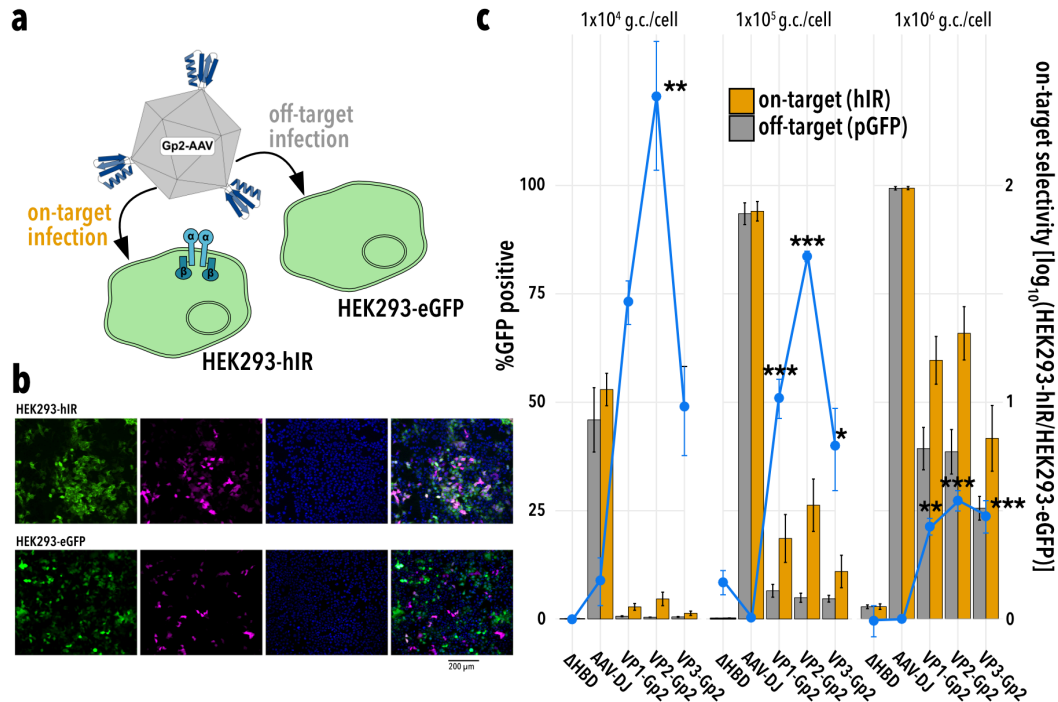 a
Gp2-AAV
off-target
infection
on-target
infection
α
α
β
β
HEK293-eGFP
HEK293-hIR
b
HEK293-hIR
HEK293-eGFP
200 μm
c
1x10⁴ g.c./cell
1x10⁵ g.c./cell
1x10⁶ g.c./cell
on-target (hIR)
off-target (pGFP)
%GFP positive
100
75
50
25
0
**
***
***
*
**
***
***
2
1
0
on-target selectivity [log₁₀(HEK293-hIR/HEK293-eGFP)]
ΔHBD
AAV-DJ
VP1-Gp2
VP2-Gp2
VP3-Gp2
ΔHBD
AAV-DJ
VP1-Gp2
VP2-Gp2
VP3-Gp2
ΔHBD
AAV-DJ
VP1-Gp2
VP2-Gp2
VP3-Gp2